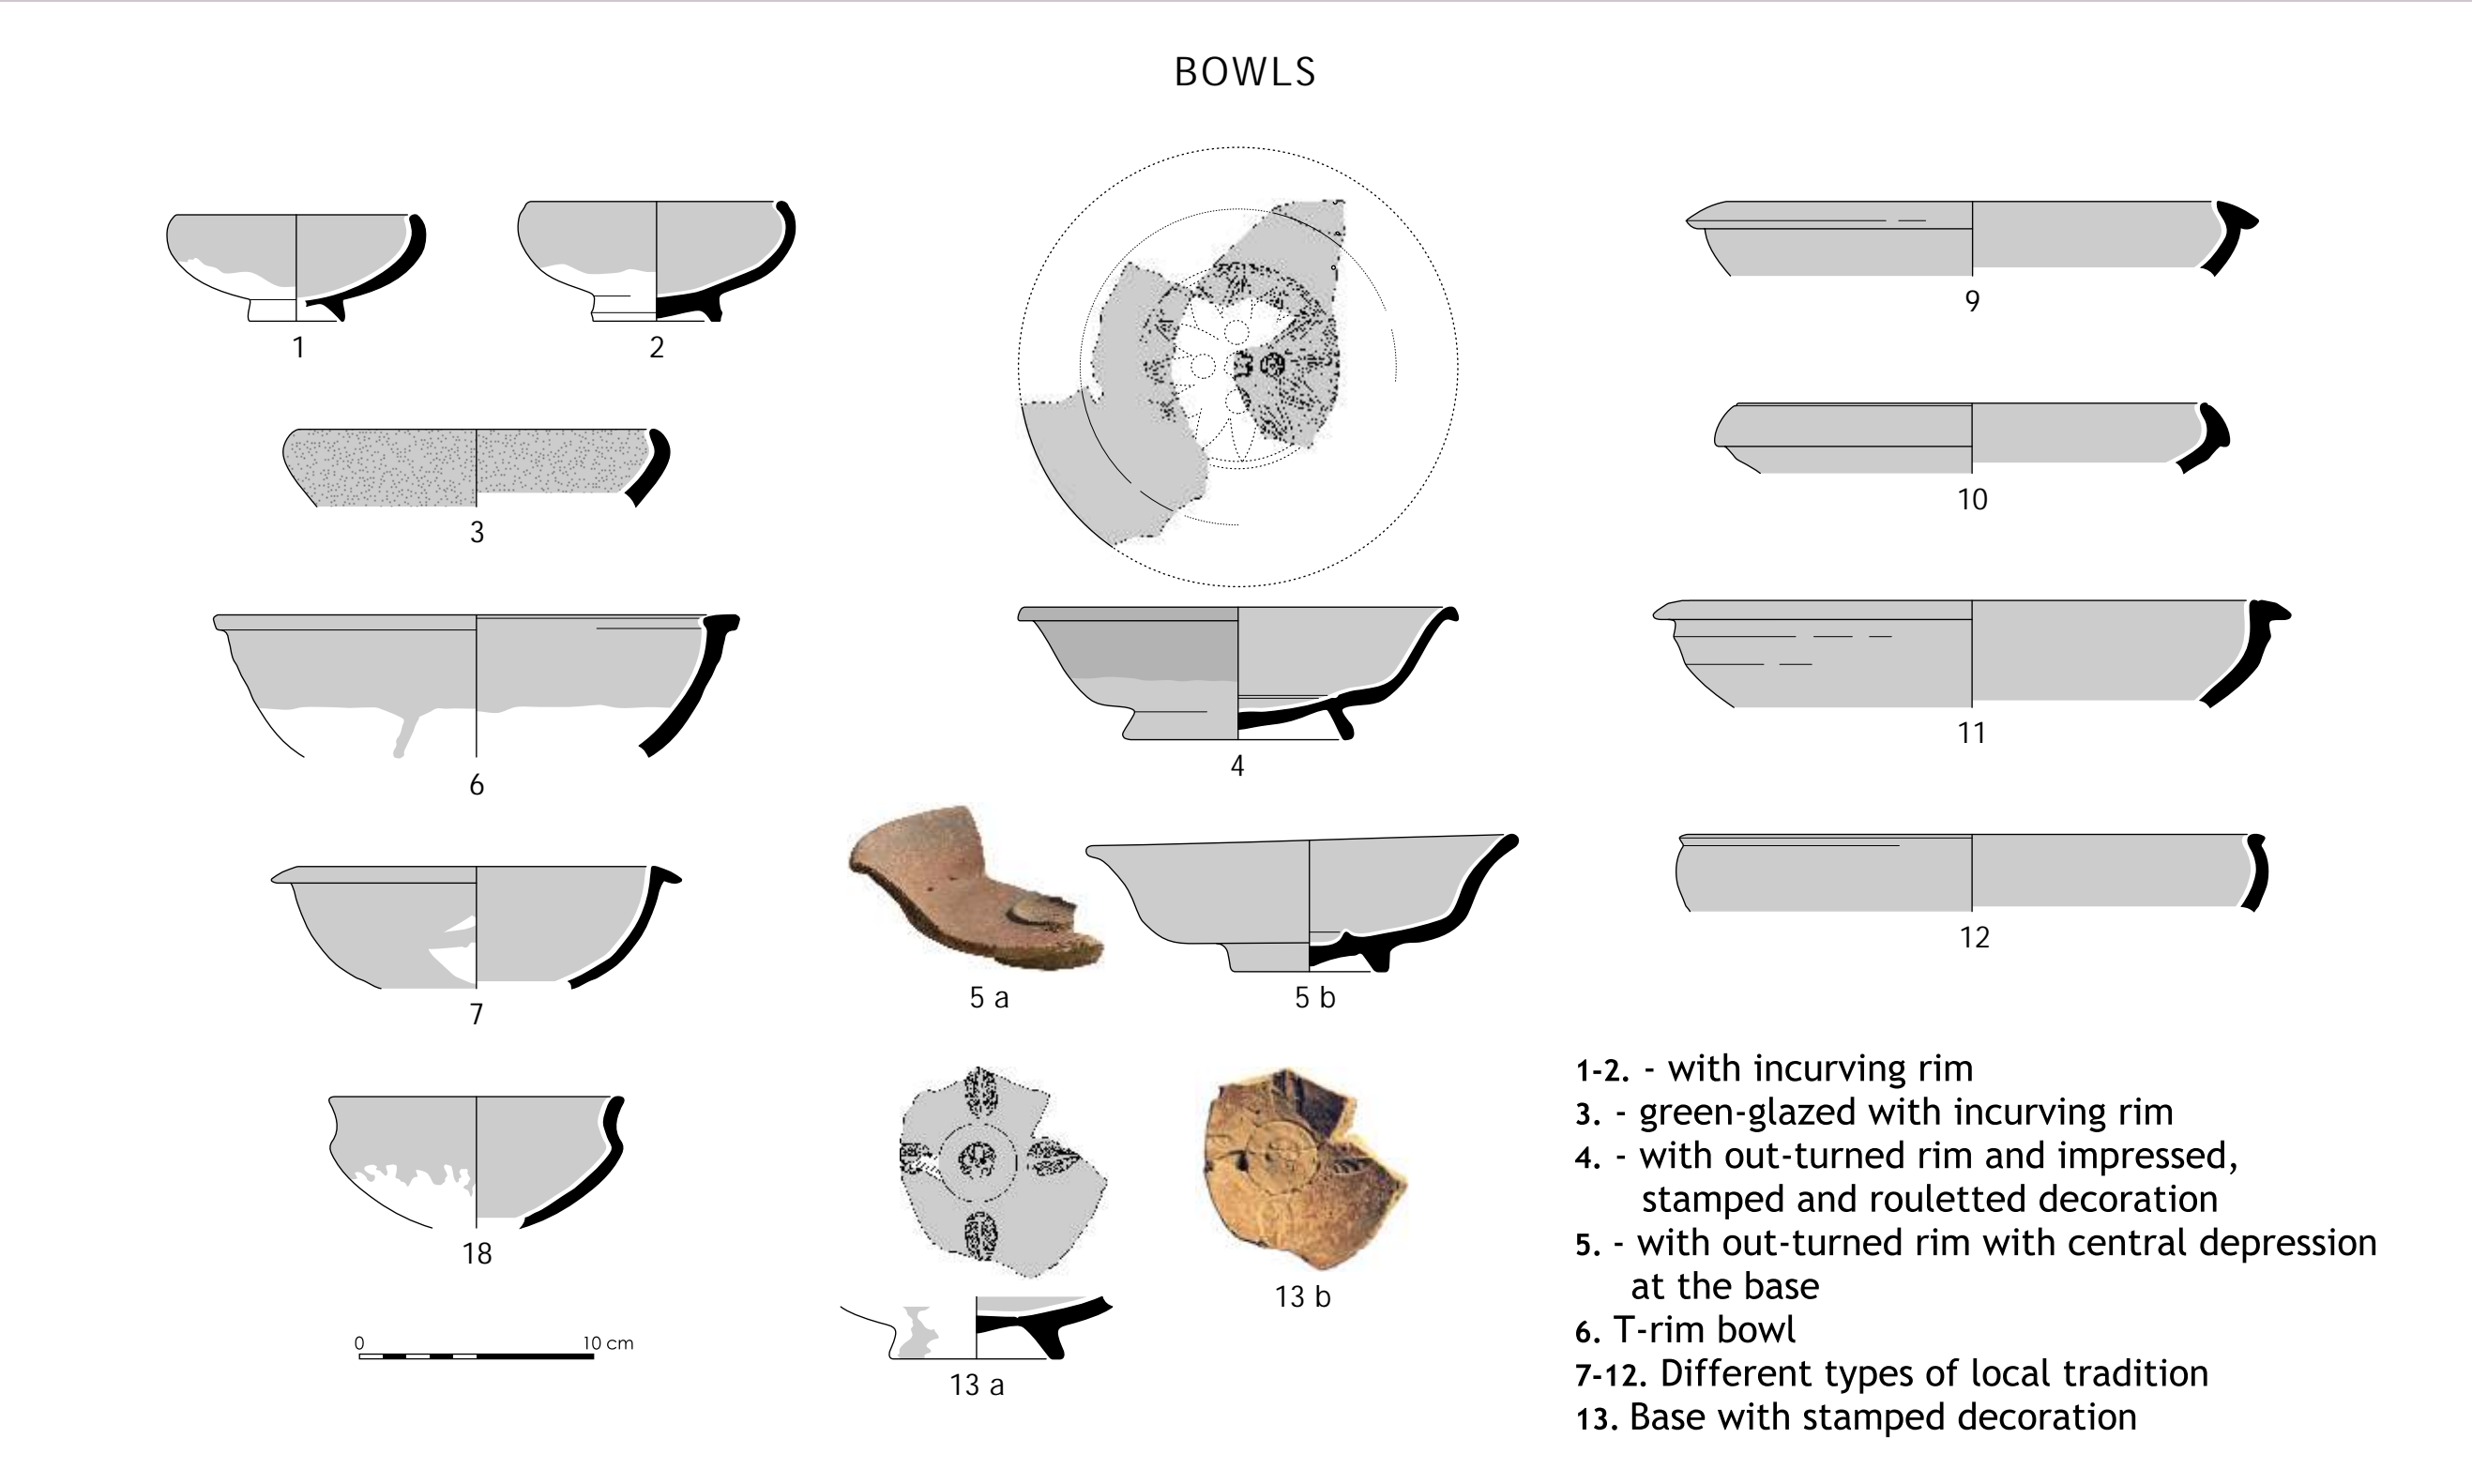 BOWLS
1
2
9
3
10
6
4
11
7
5 a
5 b
12
18
13 a
13 b
0 10 cm
1-2. - with incurving rim
3. - green-glazed with incurving rim
4. - with out-turned rim and impressed,
stamped and rouletted decoration
5. - with out-turned rim with central depression
at the base
6. T-rim bowl
7-12. Different types of local tradition
13. Base with stamped decoration